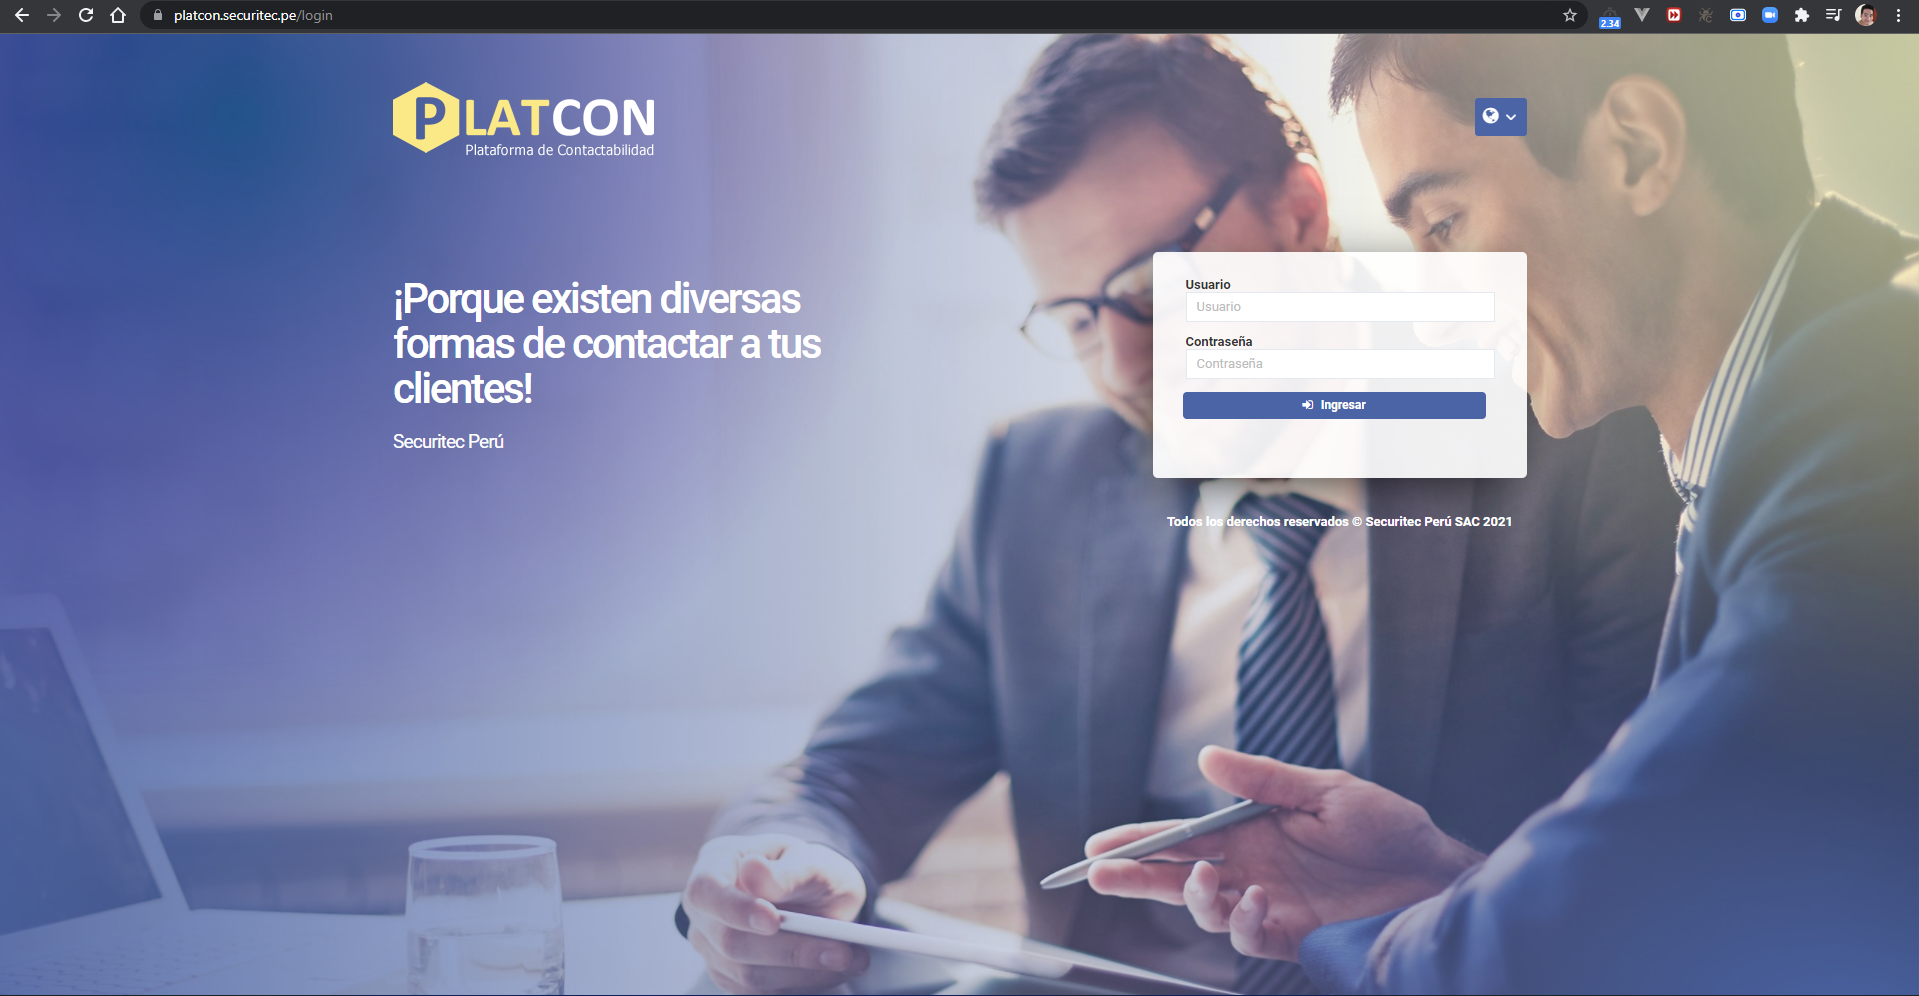 platcon.securitec.pe/login
2.34
PLATCON
Plataforma de Contactabilidad
¡Porque existen diversas
formas de contactar a tus
clientes!
Securitec Perú
Usuario
Usuario
Contraseña
Contraseña
Ingresar
Todos los derechos reservados © Securitec Perú SAC 2021